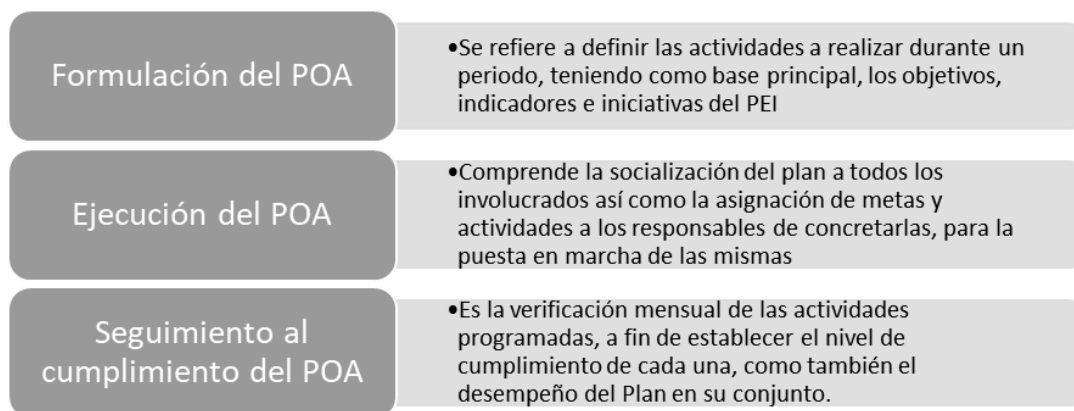 Formulación del POA
•Se refiere a definir las actividades a realizar durante un
periodo, teniendo como base principal, los objetivos,
indicadores e iniciativas del PEI
Ejecución del POA
•Comprende la socialización del plan a todos los
involucrados así como la asignación de metas y
actividades a los responsables de concretarlas, para la
puesta en marcha de las mismas
Seguimiento al
cumplimiento del POA
•Es la verificación mensual de las actividades
programadas, a fin de establecer el nivel de
cumplimiento de cada una, como también el
desempeño del Plan en su conjunto.